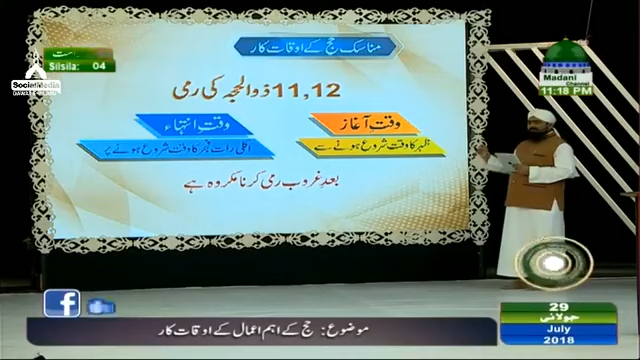 مناسکِ حج کے اوقات کار
11,12 ذوالحجہ کی رمی
وقتِ آغاز
وقتِ انتہاء
ظہر کا وقت شروع ہونے سے
اگلی رات فجر کا وقت شروع ہونے پر
بعدِ غروب رمی کرنا مکروہ ہے
Silsila: 04
SocialMedia
Madani
Channel
11:18 PM
29
جولائی
July
2018
موضوع: حج کے اہم اعمال کے اوقات کار